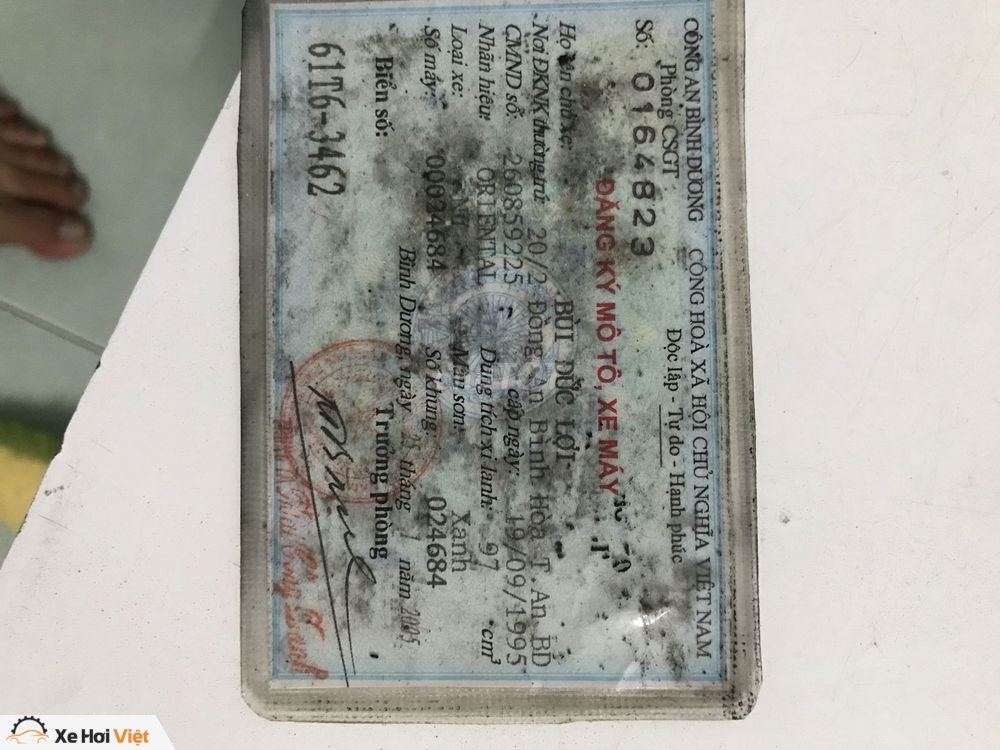 CÔNG AN BÌNH DƯƠNG CỘNG HOÀ XÃ HỘI CHỦ NGHĨA VIỆT NAM
Phòng CSGT Độc lập - Tự do - Hạnh phúc
Số: 0164823
ĐĂNG KÝ MÔ TÔ, XE MÁY
Họ tên chủ xe: BÙI ĐỨC LỢI
Nơi ĐKNK thường trú: 20/2 Đồng An Bình Hòa T.An BD
CMND số: 260859225 cấp ngày: 19/09/1995
Nhãn hiệu: ORIENTAL Dung tích xi lanh: 97 cm³
Loại xe: Màu sơn: Xanh
Số máy: 00024684 Số khung: 024684
Bình Dương, ngày tháng 1 năm 2005
Biển số: Trưởng phòng
61T6-3462
Xe Hơi Việt